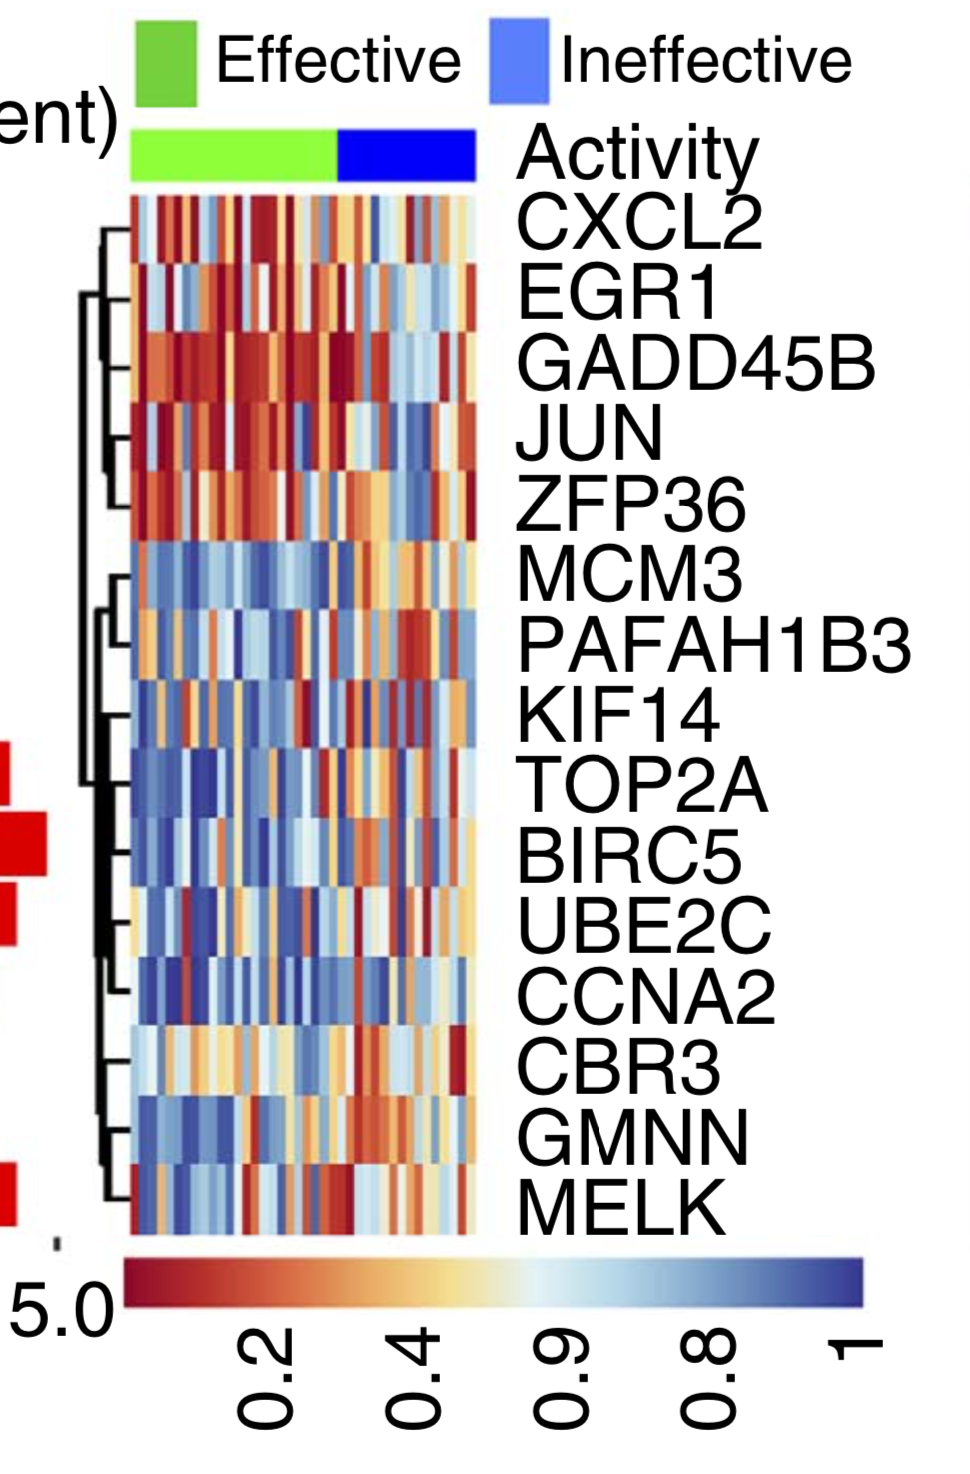 Effective Ineffective
ent)
Activity
CXCL2
EGR1
GADD45B
JUN
ZFP36
MCM3
PAFAH1B3
KIF14
TOP2A
BIRC5
UBE2C
CCNA2
CBR3
GMNN
MELK
5.0
0.2 0.4 0.9 0.8 1